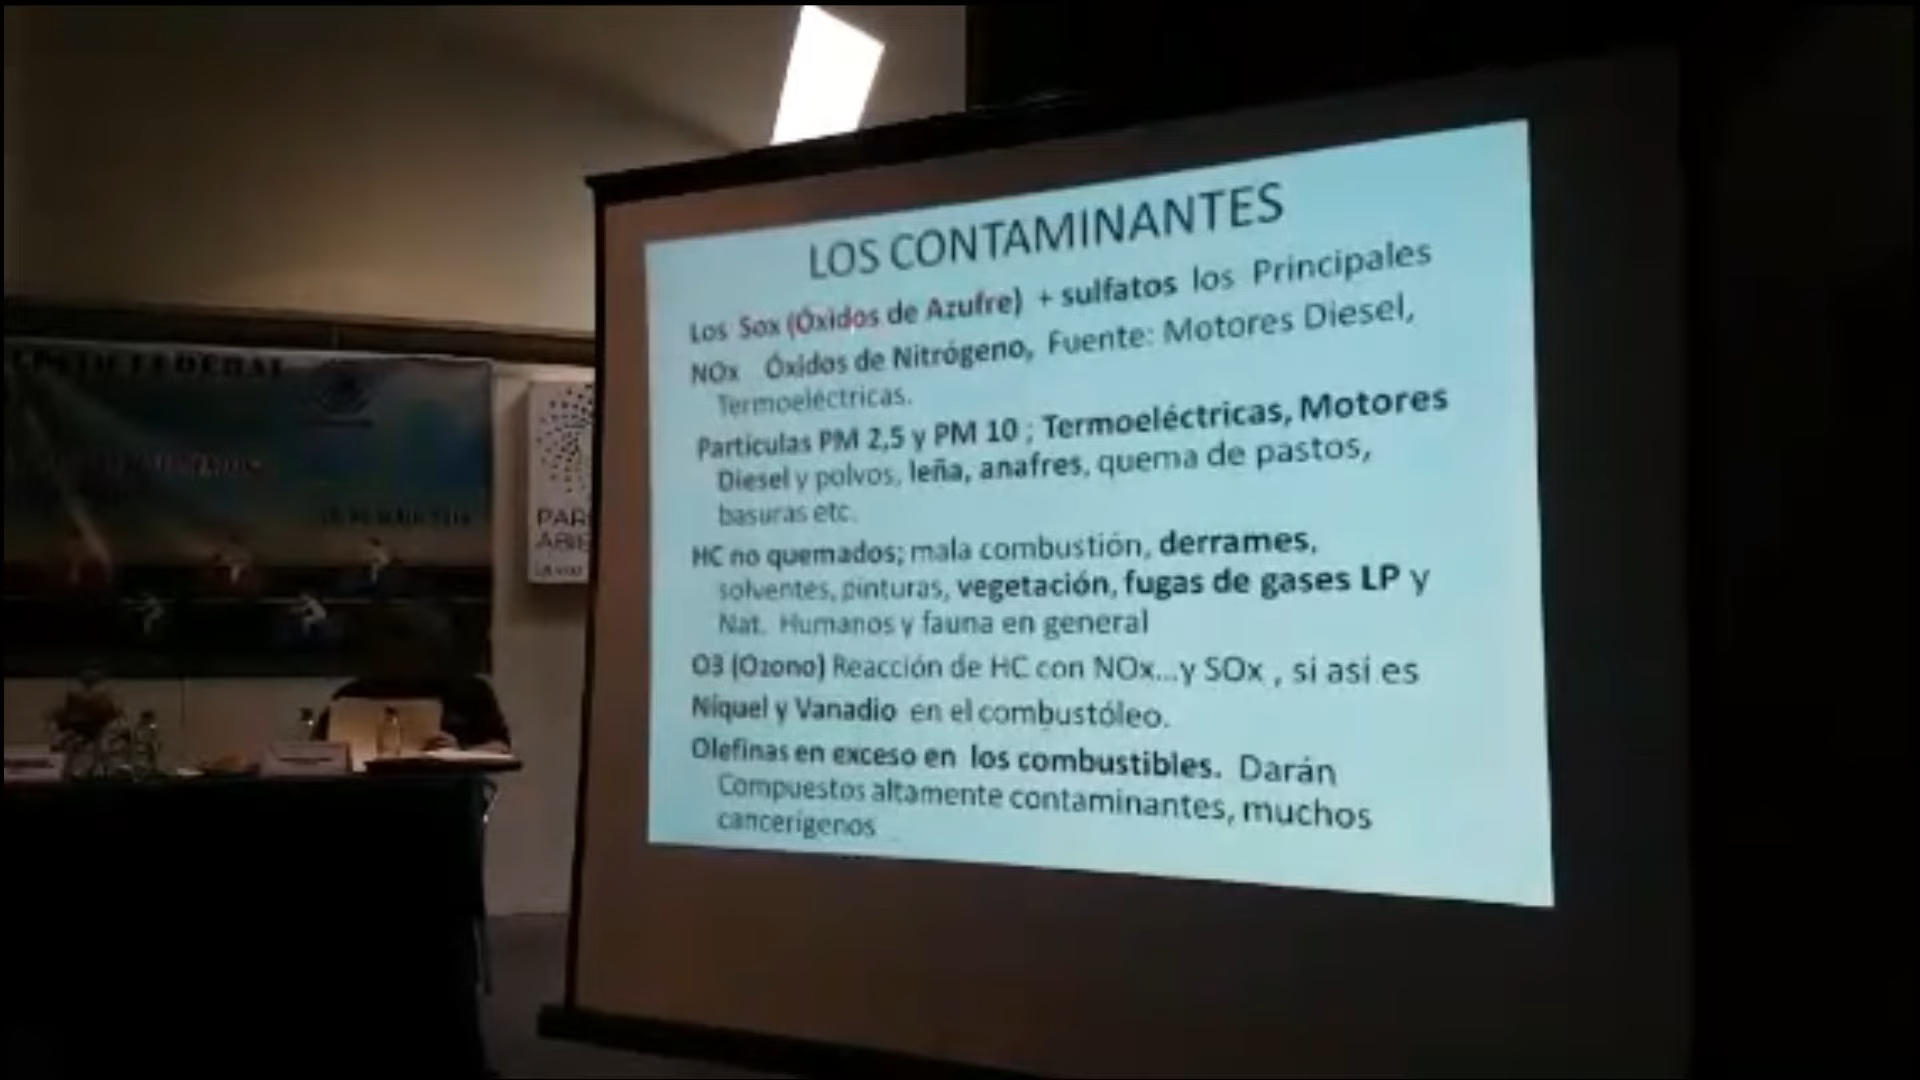 LOS CONTAMINANTES
Los Sox (Óxidos de Azufre) + sulfatos los Principales
NOx Óxidos de Nitrógeno, Fuente: Motores Diesel,
Termoeléctricas.
Partículas PM 2,5 y PM 10 ; Termoeléctricas, Motores
Diesel y polvos, leña, anafres, quema de pastos,
basuras etc.
HC no quemados; mala combustión, derrames,
solventes, pinturas, vegetación, fugas de gases LP y
Nat. Humanos y fauna en general
O3 (Ozono) Reacción de HC con NOx...y SOx , si así es
Níquel y Vanadio en el combustóleo.
Olefinas en exceso en los combustibles. Darán
Compuestos altamente contaminantes, muchos
cancerígenos
FEDERAL
PAR
ABIE